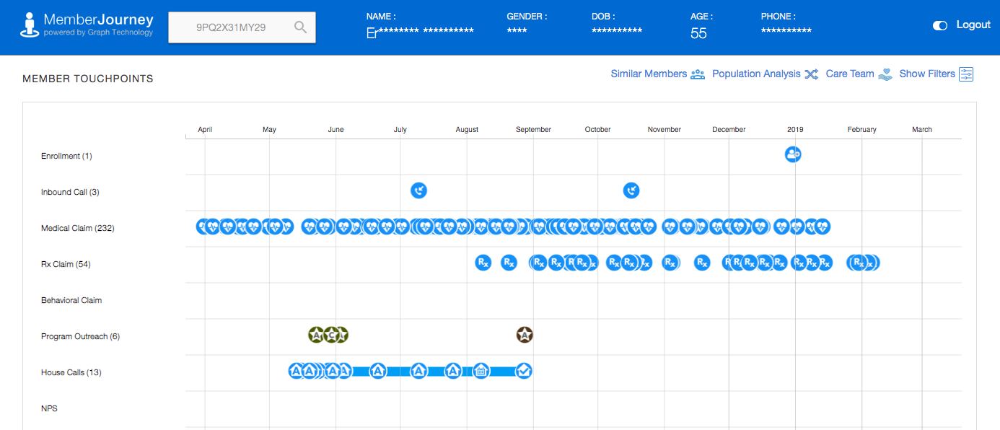 MemberJourney
powered by Graph Technology
9PQ2X31MY29
NAME :
Er******** **********
GENDER :
****
DOB :
**********
AGE :
55
PHONE :
**********
Logout
MEMBER TOUCHPOINTS
Similar Members
Population Analysis
Care Team
Show Filters
April May June July August September October November December 2019 February March
Enrollment (1)
Inbound Call (3)
Medical Claim (232)
Rx Claim (54)
Behavioral Claim
Program Outreach (6)
House Calls (13)
NPS